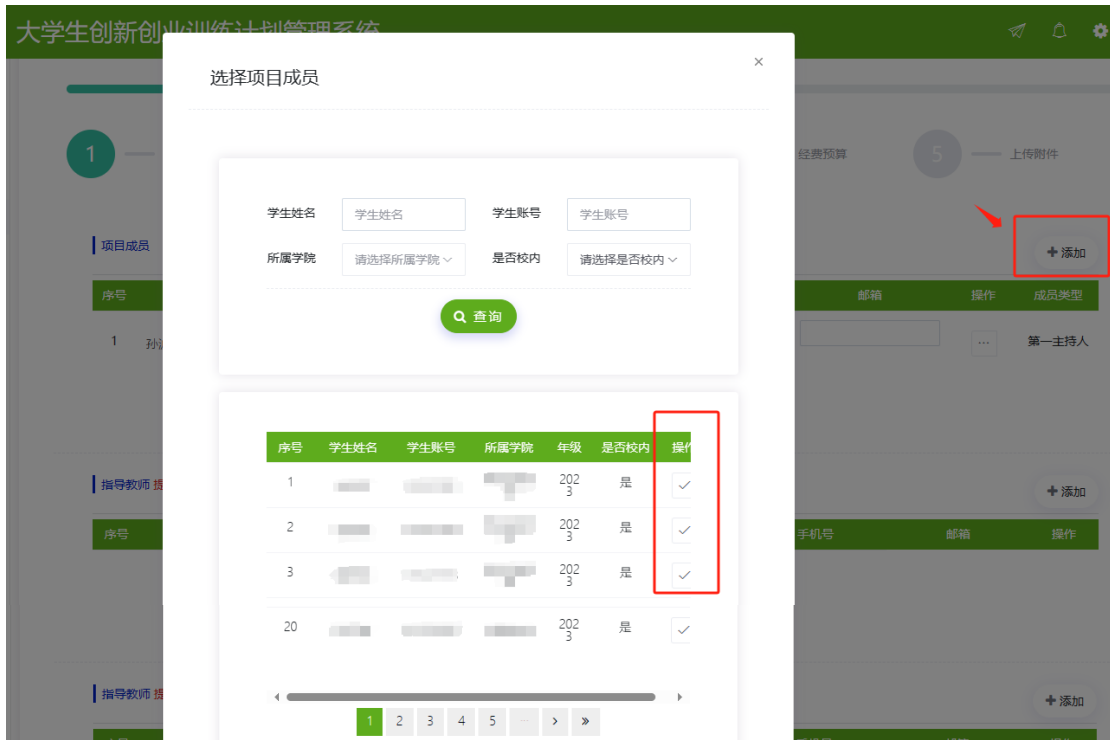 大学生创新创业训练计划管理系统
选择项目成员
×
1
经费预算
5
上传附件
学生姓名 学生姓名 学生账号 学生账号
项目成员
+添加
所属学院 请选择所属学院 是否校内 请选择是否校内
序号 邮箱 操作 成员类型
查询
1 孙 ... 第一主持人
序号 学生姓名 学生账号 所属学院 年级 是否校内 操作
1 2023 是
指导教师 提
+添加
2 2023 是
序号 手机号 邮箱 操作
3 2023 是
20 2023 是
指导教师 提
+添加
1 2 3 4 5 ... > »